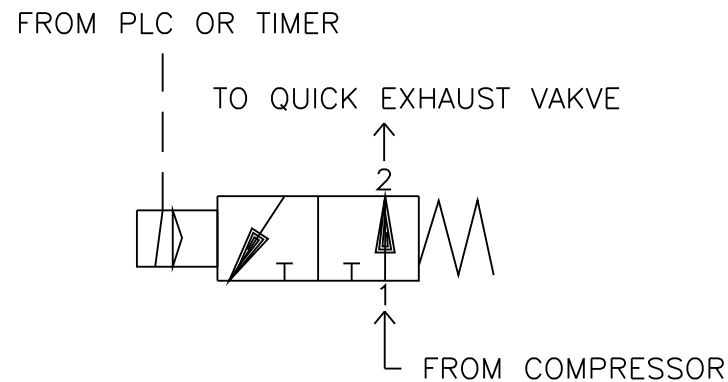 FROM PLC OR TIMER
TO QUICK EXHAUST VAKVE
2
1
FROM COMPRESSOR